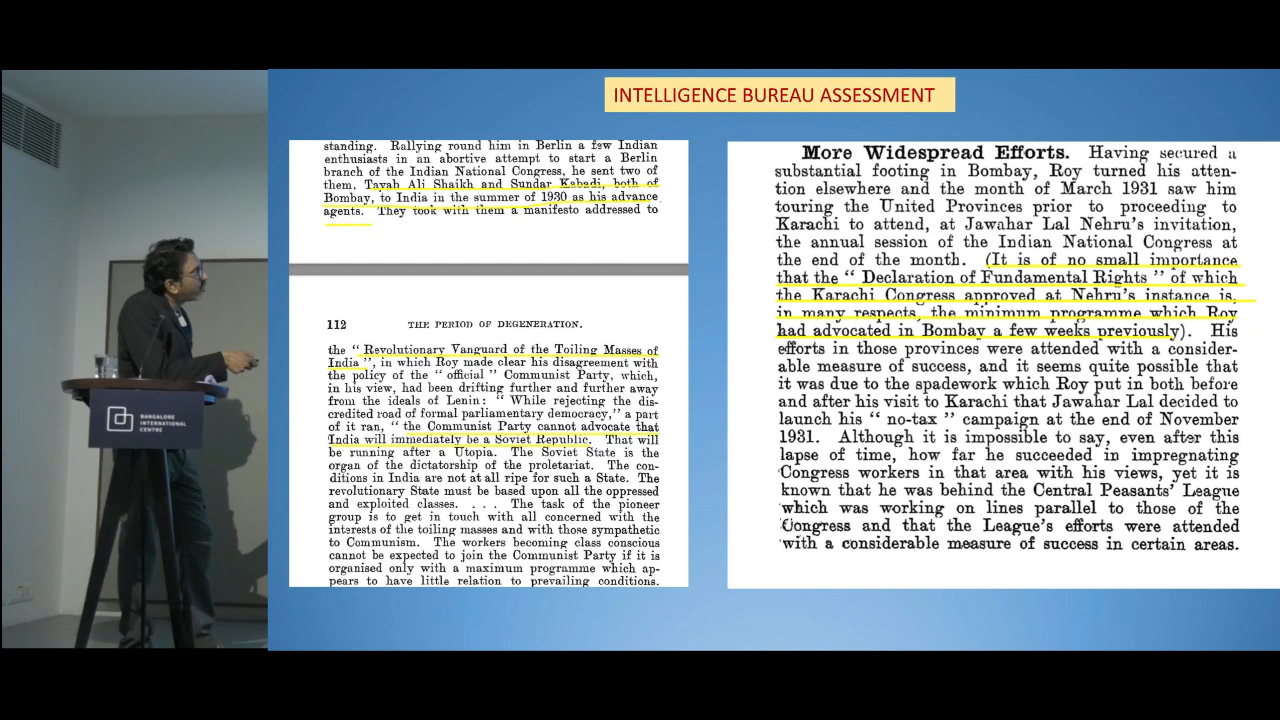 INTELLIGENCE BUREAU ASSESSMENT
standing. Rallying round him in Berlin a few Indian
enthusiasts in an abortive attempt to start a Berlin
branch of the Indian National Congress, he sent two of
them, Tayab Ali Shaikh and Sundar Kabadi, both of
Bombay, to India in the summer of 1930 as his advance
agents. They took with them a manifesto addressed to
112 THE PERIOD OF DEGENERATION.
the “ Revolutionary Vanguard of the Toiling Masses of
India ”, in which Roy made clear his disagreement with
the policy of the “ official ” Communist Party, which,
in his view, had been drifting further and further away
from the ideals of Lenin : “ While rejecting the dis-
credited road of formal parliamentary democracy,” a part
of it ran, “ the Communist Party cannot advocate that
India will immediately be a Soviet Republic. That will
be running after a Utopia. The Soviet State is the
organ of the dictatorship of the proletariat. The con-
ditions in India are not at all ripe for such a State. The
revolutionary State must be based upon all the oppressed
and exploited classes. . . . The task of the pioneer
group is to get in touch with all concerned with the
interests of the toiling masses and with those sympathetic
to Communism. The workers becoming class conscious
cannot be expected to join the Communist Party if it is
organised only with a maximum programme which ap-
pears to have little relation to prevailing conditions.
More Widespread Efforts. Having secured a
substantial footing in Bombay, Roy turned his atten-
tion elsewhere and the month of March 1931 saw him
touring the United Provinces prior to proceeding to
Karachi to attend, at Jawahar Lal Nehru's invitation,
the annual session of the Indian National Congress at
the end of the month. (It is of no small importance
that the “ Declaration of Fundamental Rights ” of which
the Karachi Congress approved at Nehru's instance is,
in many respects, the minimum programme which Roy
had advocated in Bombay a few weeks previously). His
efforts in those provinces were attended with a consider-
able measure of success, and it seems quite possible that
it was due to the spadework which Roy put in both before
and after his visit to Karachi that Jawahar Lal decided to
launch his “ no-tax ” campaign at the end of November
1931. Although it is impossible to say, even after this
lapse of time, how far he succeeded in impregnating
Congress workers in that area with his views, yet it is
known that he was behind the Central Peasants' League
which was working on lines parallel to those of the
Congress and that the League's efforts were attended
with a considerable measure of success in certain areas.
BANGALORE
INTERNATIONAL
CENTRE